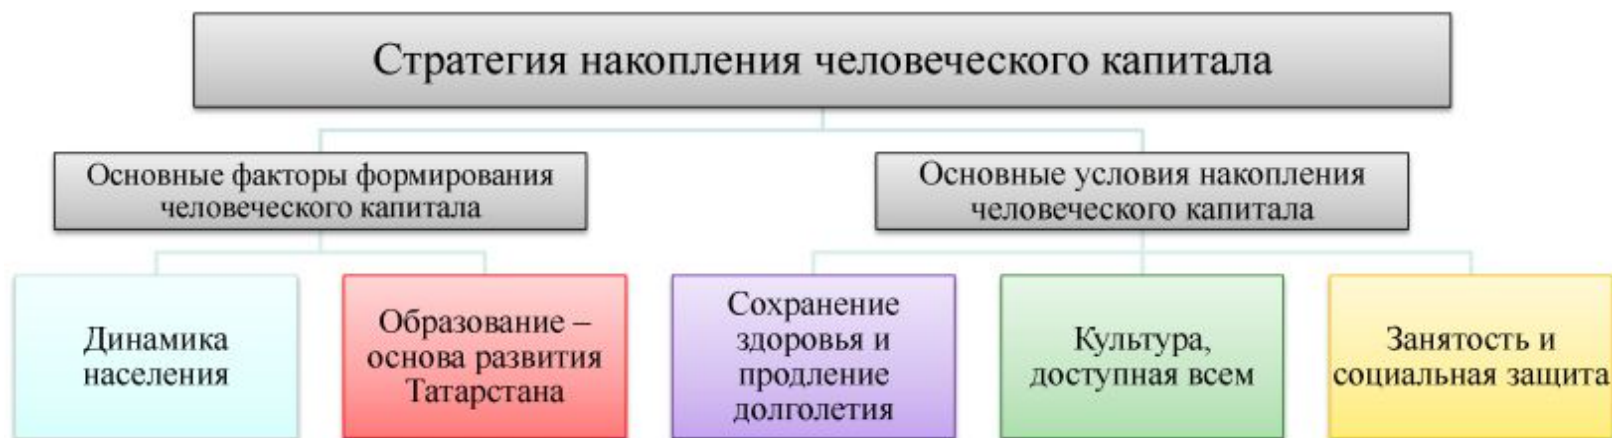 Стратегия накопления человеческого капитала
Основные факторы формирования
человеческого капитала
Основные условия накопления
человеческого капитала
Динамика
населения
Образование –
основа развития
Татарстана
Сохранение
здоровья и
продление
долголетия
Культура,
доступная всем
Занятость и
социальная защита